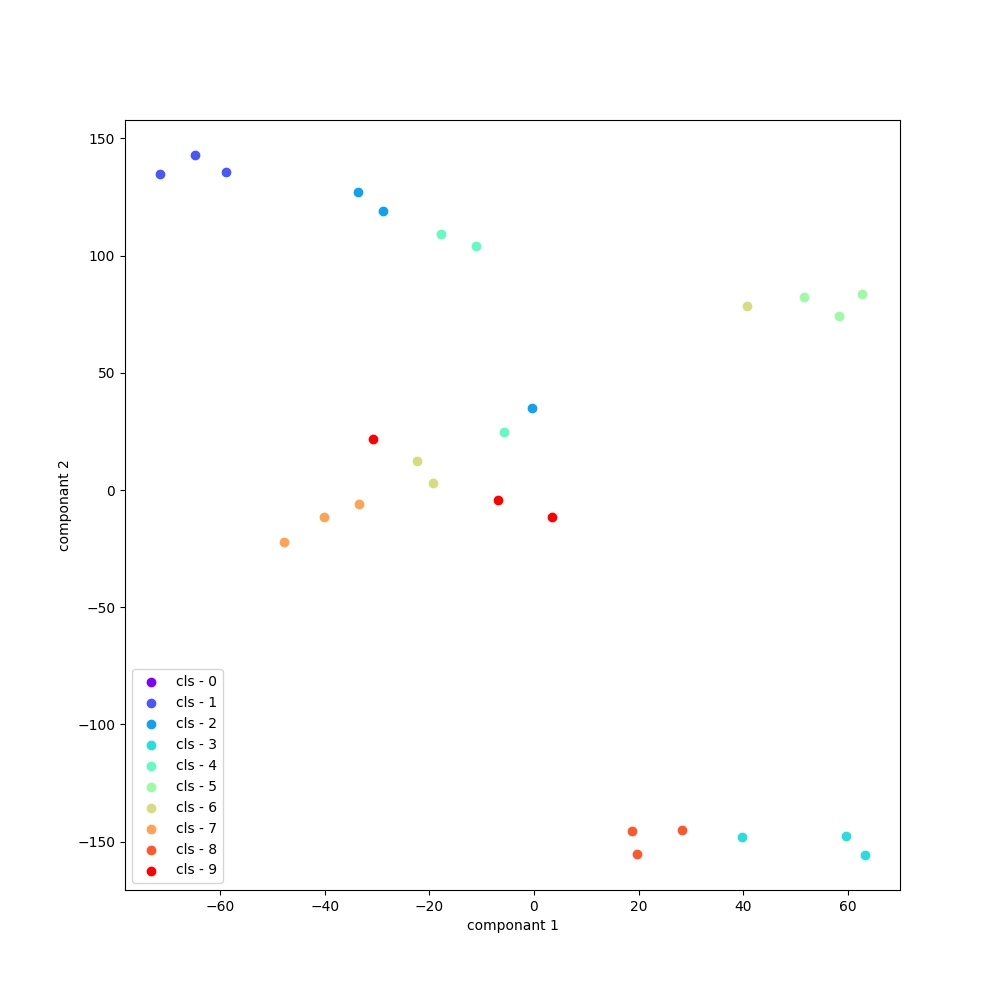 150
100
50
0
−50
−100
−150
componant 2
cls - 0
cls - 1
cls - 2
cls - 3
cls - 4
cls - 5
cls - 6
cls - 7
cls - 8
cls - 9
−60 −40 −20 0 20 40 60
componant 1